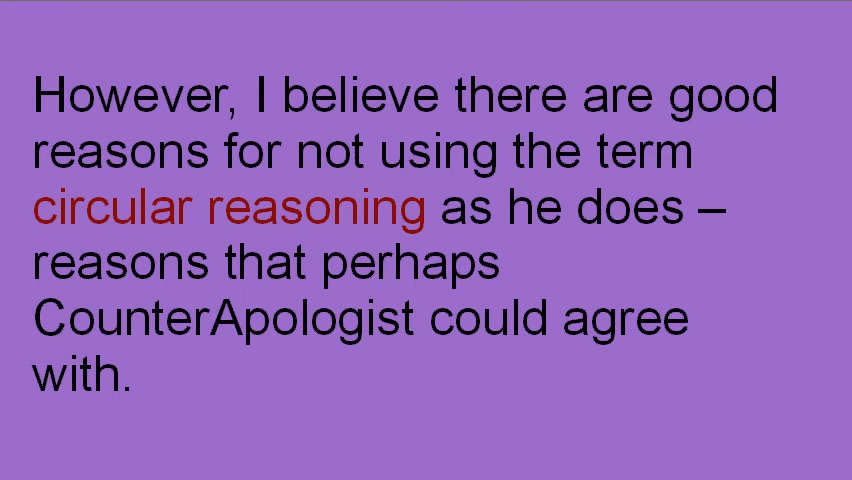 However, I believe there are good
reasons for not using the term
circular reasoning as he does –
reasons that perhaps
CounterApologist could agree
with.